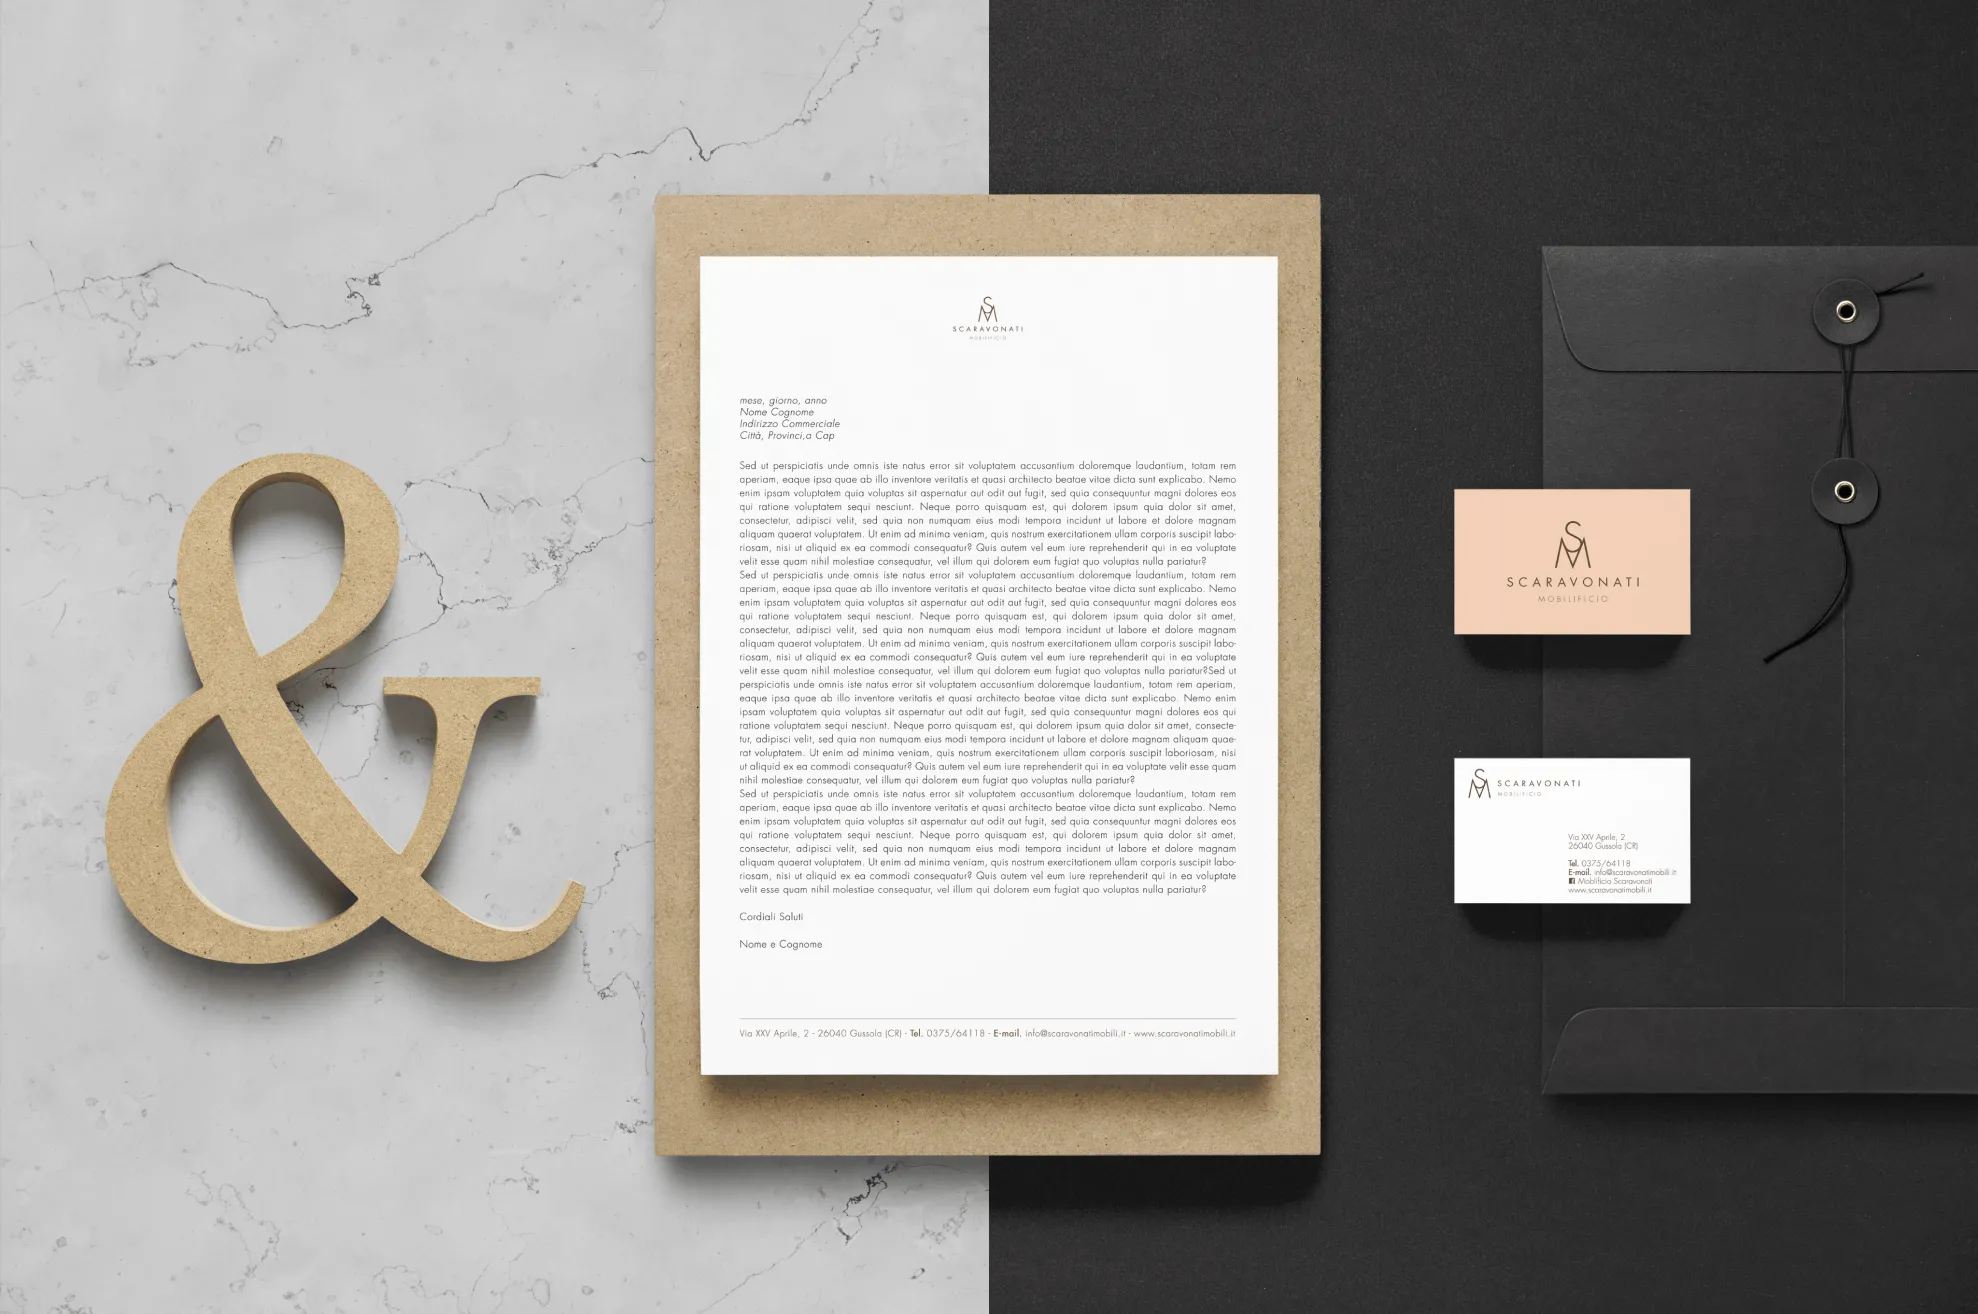 &
SM
SCARAVONATI
MOBILIFICIO
mese, giorno, anno
Nome Cognome
Indirizzo Commerciale
Città, Provinci,a Cap
Sed ut perspiciatis unde omnis iste natus error sit voluptatem accusantium doloremque laudantium, totam rem
aperiam, eaque ipsa quae ab illo inventore veritatis et quasi architecto beatae vitae dicta sunt explicabo. Nemo
enim ipsam voluptatem quia voluptas sit aspernatur aut odit aut fugit, sed quia consequuntur magni dolores eos
qui ratione voluptatem sequi nesciunt. Neque porro quisquam est, qui dolorem ipsum quia dolor sit amet,
consectetur, adipisci velit, sed quia non numquam eius modi tempora incidunt ut labore et dolore magnam
aliquam quaerat voluptatem. Ut enim ad minima veniam, quis nostrum exercitationem ullam corporis suscipit labo-
riosam, nisi ut aliquid ex ea commodi consequatur? Quis autem vel eum iure reprehenderit qui in ea voluptate
velit esse quam nihil molestiae consequatur, vel illum qui dolorem eum fugiat quo voluptas nulla pariatur?
Sed ut perspiciatis unde omnis iste natus error sit voluptatem accusantium doloremque laudantium, totam rem
aperiam, eaque ipsa quae ab illo inventore veritatis et quasi architecto beatae vitae dicta sunt explicabo. Nemo
enim ipsam voluptatem quia voluptas sit aspernatur aut odit aut fugit, sed quia consequuntur magni dolores eos
qui ratione voluptatem sequi nesciunt. Neque porro quisquam est, qui dolorem ipsum quia dolor sit amet,
consectetur, adipisci velit, sed quia non numquam eius modi tempora incidunt ut labore et dolore magnam
aliquam quaerat voluptatem. Ut enim ad minima veniam, quis nostrum exercitationem ullam corporis suscipit labo-
riosam, nisi ut aliquid ex ea commodi consequatur? Quis autem vel eum iure reprehenderit qui in ea voluptate
velit esse quam nihil molestiae consequatur, vel illum qui dolorem eum fugiat quo voluptas nulla pariatur?Sed ut
perspiciatis unde omnis iste natus error sit voluptatem accusantium doloremque laudantium, totam rem aperiam,
eaque ipsa quae ab illo inventore veritatis et quasi architecto beatae vitae dicta sunt explicabo. Nemo enim
ipsam voluptatem quia voluptas sit aspernatur aut odit aut fugit, sed quia consequuntur magni dolores eos qui
ratione voluptatem sequi nesciunt. Neque porro quisquam est, qui dolorem ipsum quia dolor sit amet, consecte-
tur, adipisci velit, sed quia non numquam eius modi tempora incidunt ut labore et dolore magnam aliquam quae-
rat voluptatem. Ut enim ad minima veniam, quis nostrum exercitationem ullam corporis suscipit laboriosam, nisi
ut aliquid ex ea commodi consequatur? Quis autem vel eum iure reprehenderit qui in ea voluptate velit esse quam
nihil molestiae consequatur, vel illum qui dolorem eum fugiat quo voluptas nulla pariatur?
Sed ut perspiciatis unde omnis iste natus error sit voluptatem accusantium doloremque laudantium, totam rem
aperiam, eaque ipsa quae ab illo inventore veritatis et quasi architecto beatae vitae dicta sunt explicabo. Nemo
enim ipsam voluptatem quia voluptas sit aspernatur aut odit aut fugit, sed quia consequuntur magni dolores eos
qui ratione voluptatem sequi nesciunt. Neque porro quisquam est, qui dolorem ipsum quia dolor sit amet,
consectetur, adipisci velit, sed quia non numquam eius modi tempora incidunt ut labore et dolore magnam
aliquam quaerat voluptatem. Ut enim ad minima veniam, quis nostrum exercitationem ullam corporis suscipit labo-
riosam, nisi ut aliquid ex ea commodi consequatur? Quis autem vel eum iure reprehenderit qui in ea voluptate
velit esse quam nihil molestiae consequatur, vel illum qui dolorem eum fugiat quo voluptas nulla pariatur?
Cordiali Saluti
Nome e Cognome
Via XXV Aprile, 2 - 26040 Gussola (CR) - Tel. 0375/64118 - E-mail. info@scaravonatimobili.it - www.scaravonatimobili.it
SM
SCARAVONATI
MOBILIFICIO
SM
SCARAVONATI
MOBILIFICIO
Via XXV Aprile, 2
26040 Gussola (CR)
Tel. 0375/64118
E-mail. info@scaravonatimobili.it
Mobilificio Scaravonati
www.scaravonatimobili.it